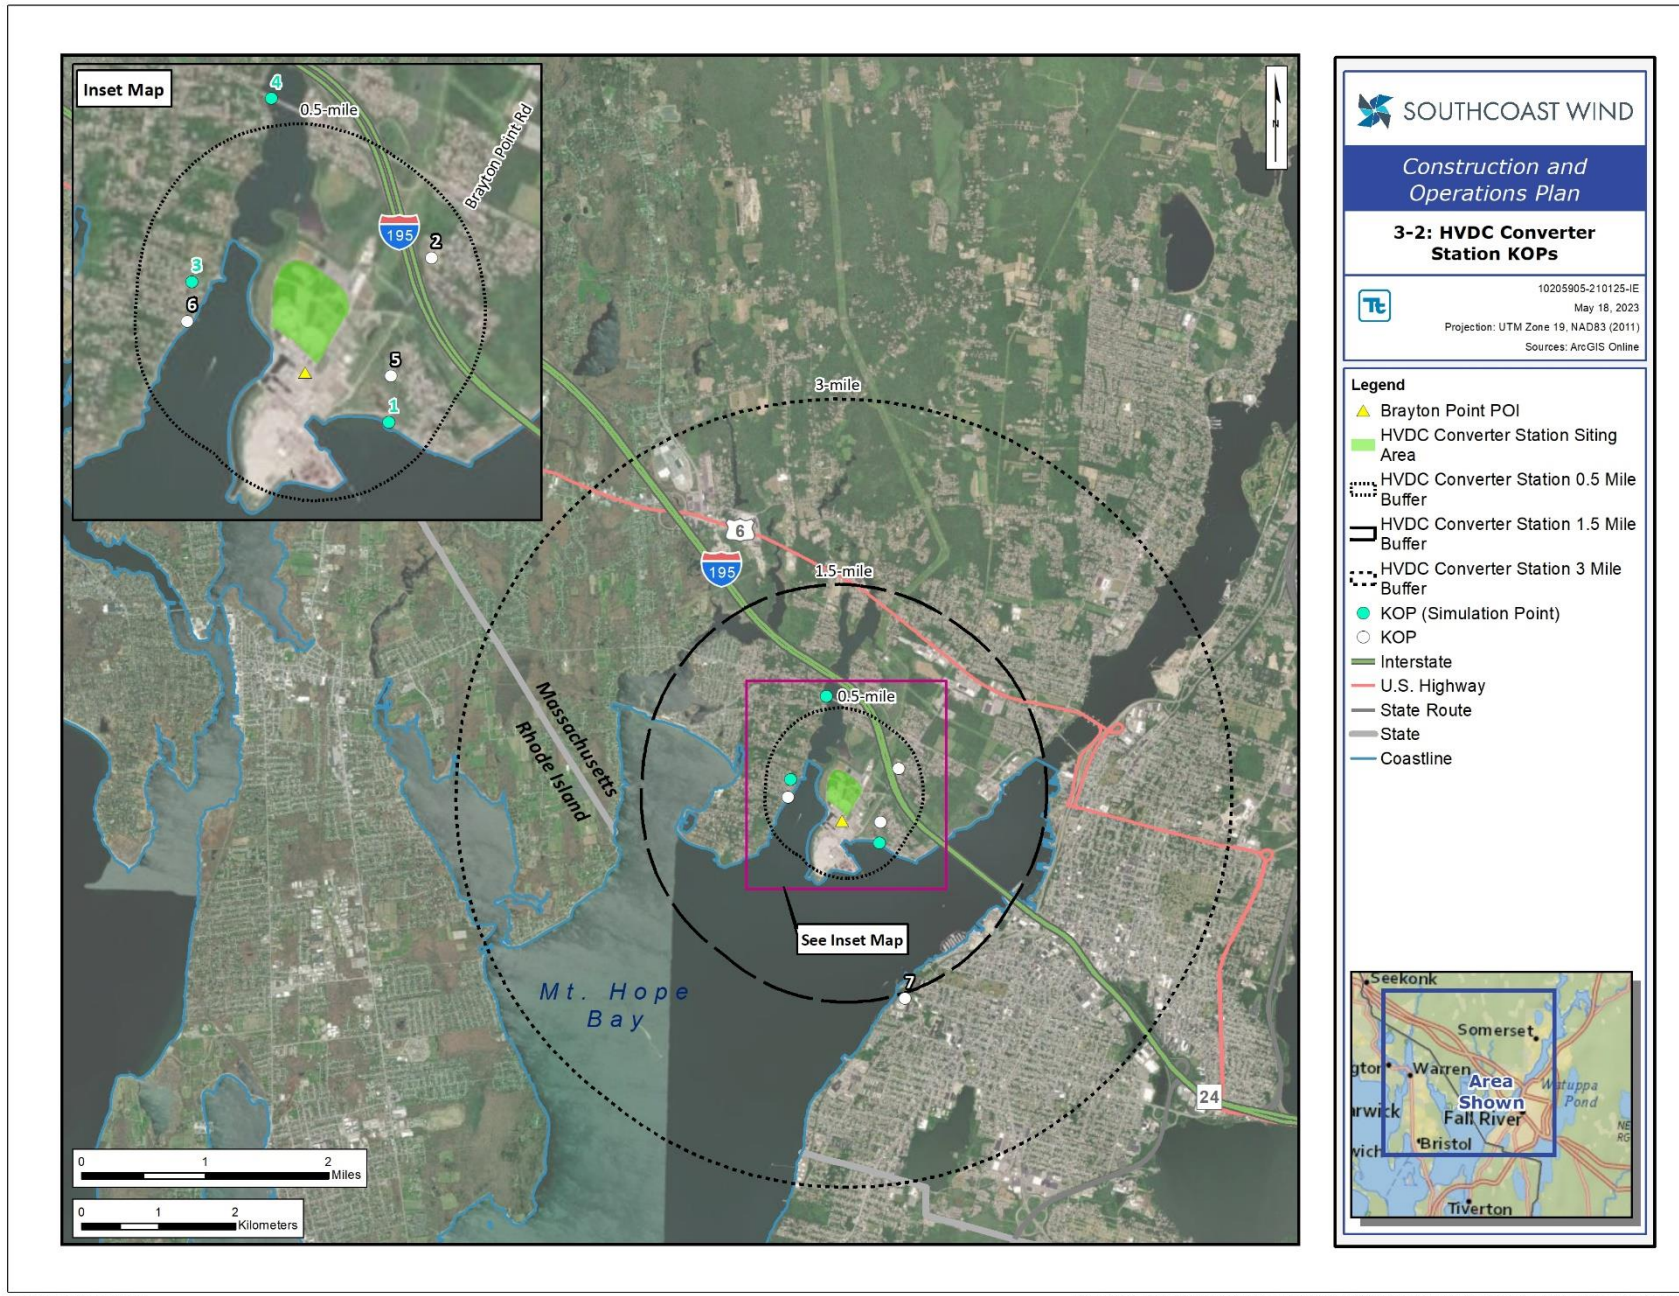 Inset Map
4
0.5-mile
Brayton Point Rd
195
2
3
6
5
1
N
3-mile
6
195
1.5-mile
0.5-mile
Massachusetts
Rhode Island
See Inset Map
7
Mt. Hope
Bay
24
0 1 2
Miles
0 1 2
Kilometers
SOUTHCOAST WIND
Construction and
Operations Plan
3-2: HVDC Converter
Station KOPs
Tt
10205905-210125-IE
May 18, 2023
Projection: UTM Zone 19, NAD83 (2011)
Sources: ArcGIS Online
Legend
Brayton Point POI
HVDC Converter Station Siting
Area
HVDC Converter Station 0.5 Mile
Buffer
HVDC Converter Station 1.5 Mile
Buffer
HVDC Converter Station 3 Mile
Buffer
KOP (Simulation Point)
KOP
Interstate
U.S. Highway
State Route
State
Coastline
Seekonk
Somerset
gton
Warren
Area
Shown
Watuppa
Pond
arwick
Fall River
NE
RG
wich
Bristol
Tiverton